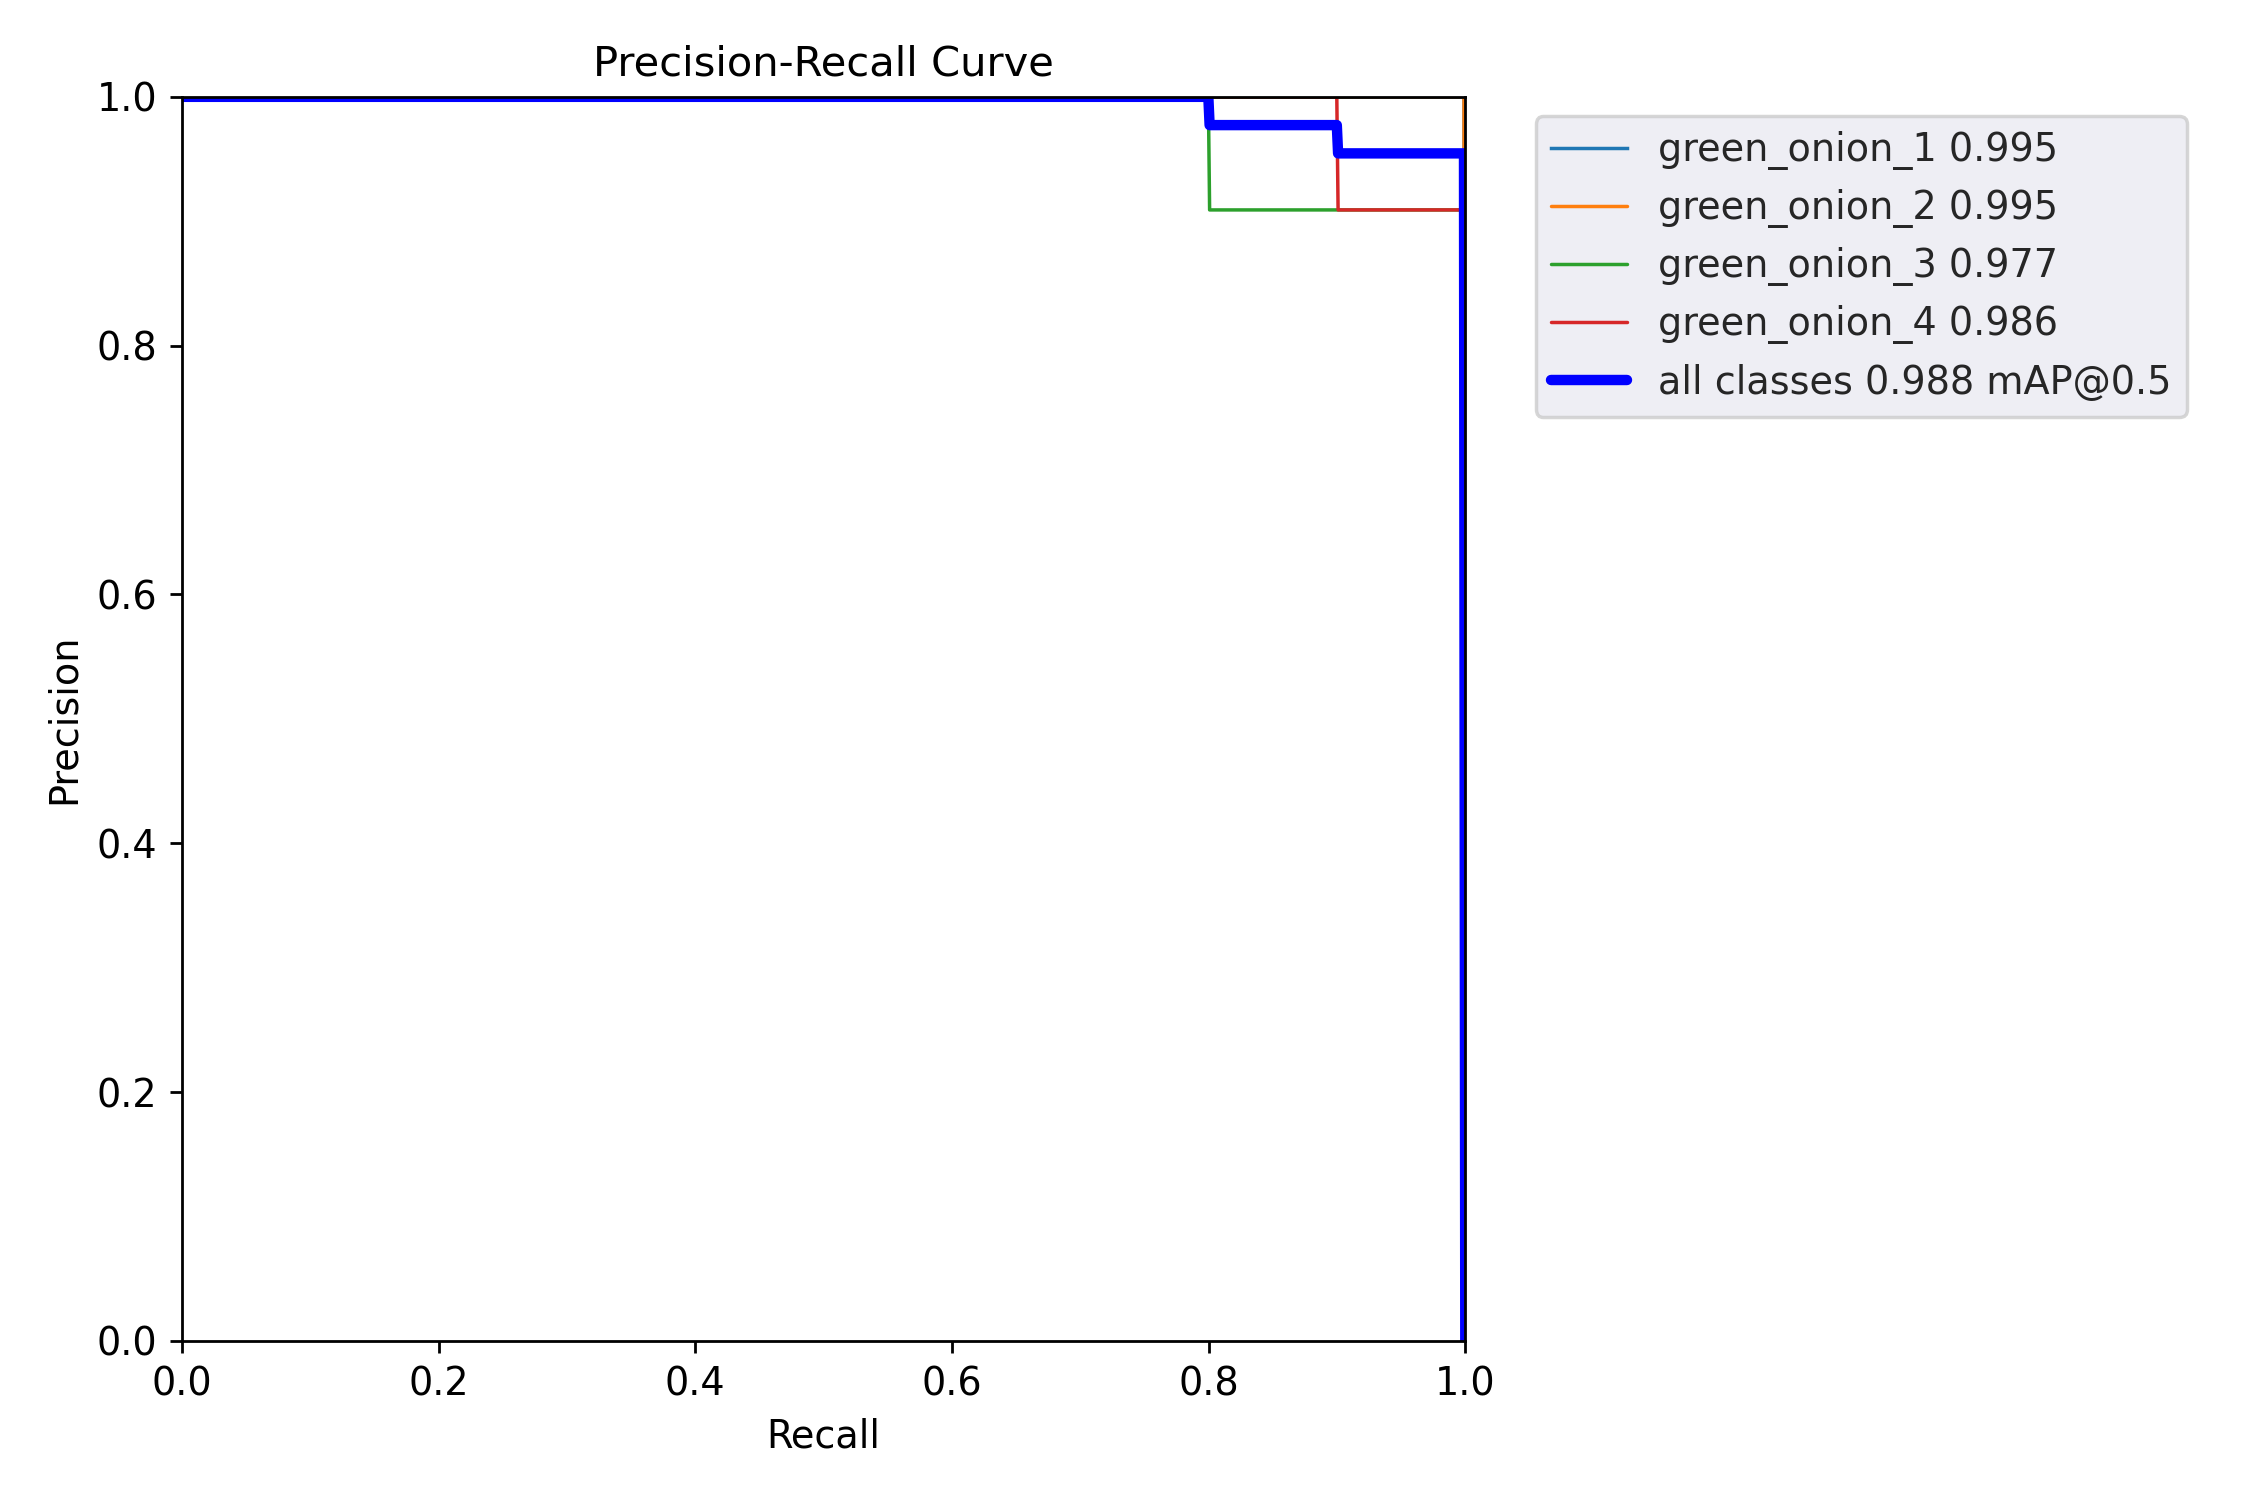 Precision-Recall Curve
1.0
0.8
0.6
0.4
0.2
0.0
Precision
0.0 0.2 0.4 0.6 0.8 1.0
Recall
green_onion_1 0.995
green_onion_2 0.995
green_onion_3 0.977
green_onion_4 0.986
all classes 0.988 mAP@0.5